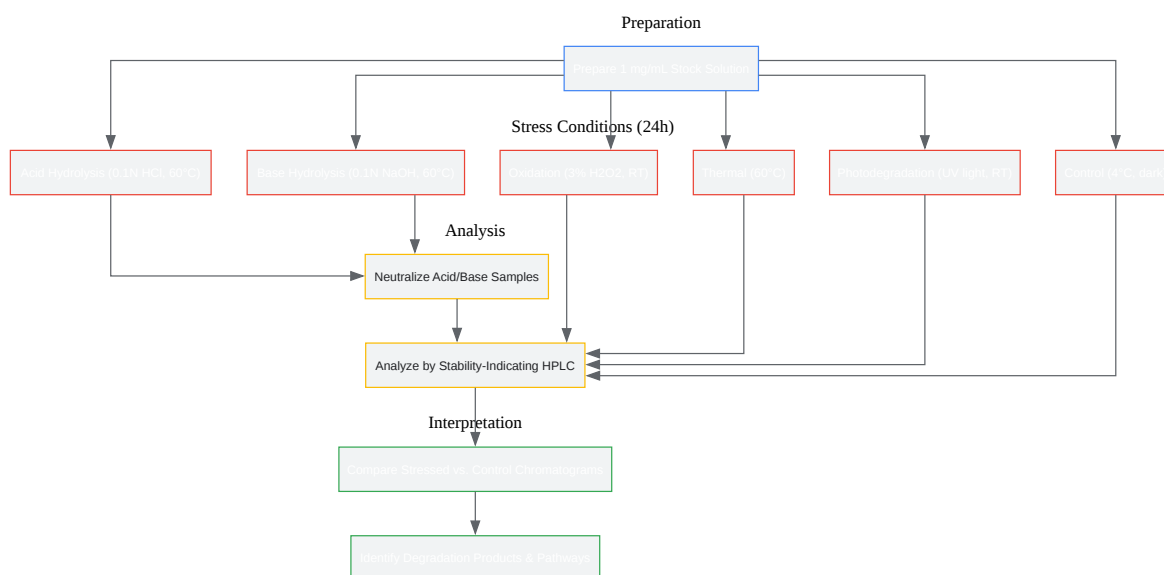 Preparation
Prepare 1 mg/mL Stock Solution
Stress Conditions (24h)
Acid Hydrolysis (0.1N HCl, 60°C)
Base Hydrolysis (0.1N NaOH, 60°C)
Oxidation (3% H2O2, RT)
Thermal (60°C)
Photodegradation (UV light, RT)
Control (4°C, dark
Analysis
Neutralize Acid/Base Samples
Analyze by Stability-Indicating HPLC
Interpretation
Compare Stressed vs. Control Chromatograms
Identify Degradation Products & Pathways